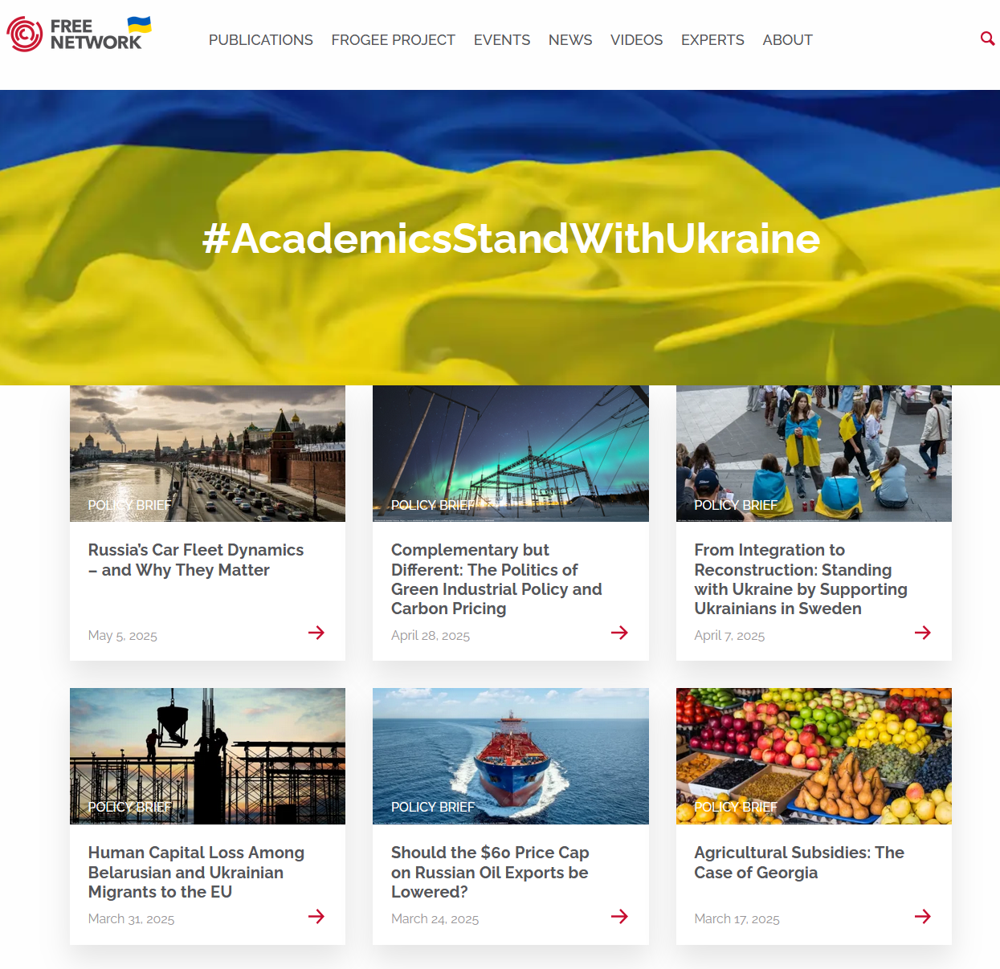 FREE
NETWORK
PUBLICATIONS FROGEE PROJECT EVENTS NEWS VIDEOS EXPERTS ABOUT
#AcademicsStandWithUkraine
POLICY BRIEF
Russia's Car Fleet Dynamics
– and Why They Matter
May 5, 2025
POLICY BRIEF
Complementary but
Different: The Politics of
Green Industrial Policy and
Carbon Pricing
April 28, 2025
POLICY BRIEF
From Integration to
Reconstruction: Standing
with Ukraine by Supporting
Ukrainians in Sweden
April 7, 2025
POLICY BRIEF
Human Capital Loss Among
Belarusian and Ukrainian
Migrants to the EU
March 31, 2025
POLICY BRIEF
Should the $60 Price Cap
on Russian Oil Exports be
Lowered?
March 24, 2025
POLICY BRIEF
Agricultural Subsidies: The
Case of Georgia
March 17, 2025